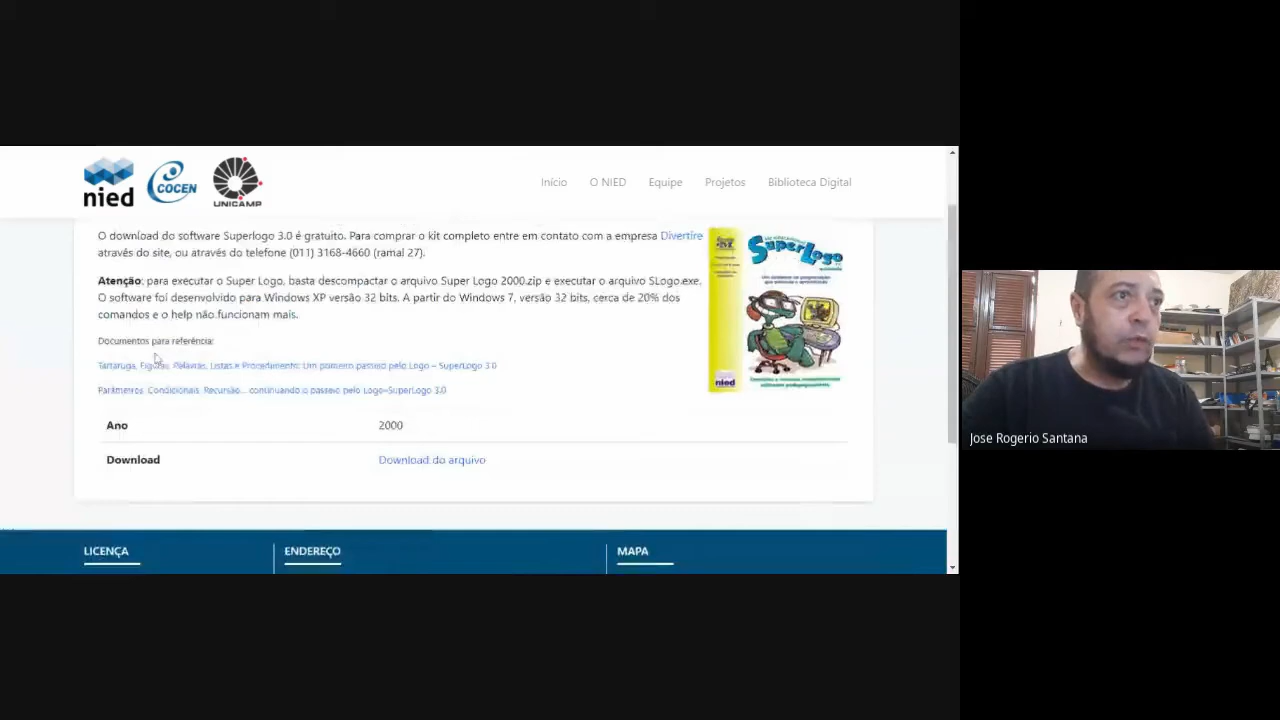 nied
COCEN
UNICAMP
Início
O NIED
Equipe
Projetos
Biblioteca Digital
O download do software Superlogo 3.0 é gratuito. Para comprar o kit completo entre em contato com a empresa Divertire
através do site, ou através do telefone (011) 3168-4660 (ramal 27).
Atenção: para executar o Super Logo, basta descompactar o arquivo Super Logo 2000.zip e executar o arquivo SLogo.exe.
O software foi desenvolvido para Windows XP versão 32 bits. A partir do Windows 7, versão 32 bits, cerca de 20% dos
comandos e o help não funcionam mais.
Documentos para referência:
Tartaruga, Figuras, Palavras, Listas e Procedimento: Um primeiro passeio pelo Logo – SuperLogo 3.0
Parâmetros, Condicionais, Recursão... continuando o passeio pelo Logo–SuperLogo 3.0
Ano 2000
Download Download do arquivo
SuperLogo
nied
Jose Rogerio Santana
LICENÇA
ENDEREÇO
MAPA